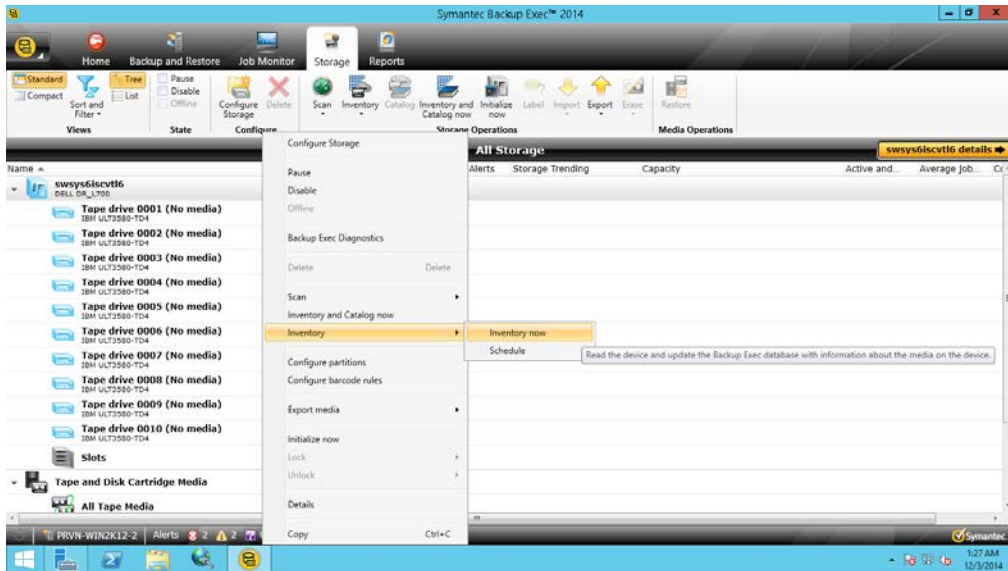 Symantec Backup Exec™ 2014
Home Backup and Restore Job Monitor Storage Reports
Standard
Compact
Sort and Filter
Tree
List
Pause
Disable
Offline
Configure Storage
Delete
Scan
Inventory
Catalog
Inventory and Catalog now
Initialize now
Label
Import
Export
Erase
Restore
Views State Configure Storage Operations Media Operations
All Storage
swsys6iscvtl6 details
Name
Alerts Storage Trending Capacity Active and... Average Job...
swsys6iscvtl6
DELL DR_L700
Tape drive 0001 (No media)
IBM ULT3580-TD4
Tape drive 0002 (No media)
IBM ULT3580-TD4
Tape drive 0003 (No media)
IBM ULT3580-TD4
Tape drive 0004 (No media)
IBM ULT3580-TD4
Tape drive 0005 (No media)
IBM ULT3580-TD4
Tape drive 0006 (No media)
IBM ULT3580-TD4
Tape drive 0007 (No media)
IBM ULT3580-TD4
Tape drive 0008 (No media)
IBM ULT3580-TD4
Tape drive 0009 (No media)
IBM ULT3580-TD4
Tape drive 0010 (No media)
IBM ULT3580-TD4
Slots
Tape and Disk Cartridge Media
All Tape Media
Configure Storage
Pause
Disable
Offline
Backup Exec Diagnostics
Delete Delete
Scan
Inventory and Catalog now
Inventory
Configure partitions
Configure barcode rules
Export media
Initialize now
Lock
Unlock
Details
Copy Ctrl+C
Inventory now
Schedule
Read the device and update the Backup Exec database with information about the media on the device.
PRVN-WIN2K12-2 Alerts 2 2
Symantec
1:27 AM
12/3/2014